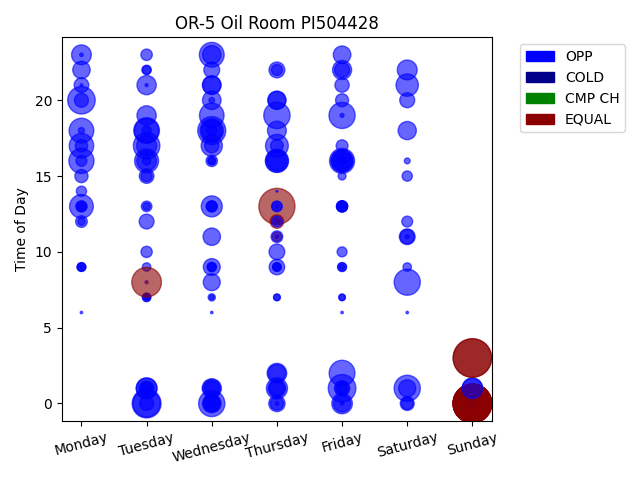 OR-5 Oil Room PI504428
OPP
COLD
CMP CH
EQUAL
Time of Day
20
15
10
5
0
Monday
Tuesday
Wednesday
Thursday
Friday
Saturday
Sunday